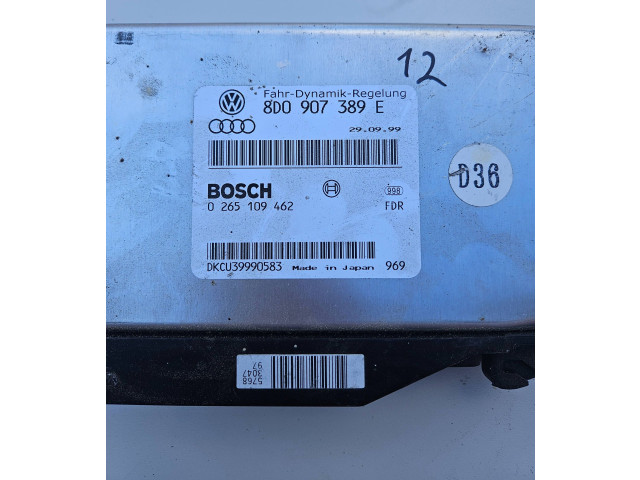 12
Fahr-Dynamik-Regelung
8D0 907 389 E
29.09.99
D36
BOSCH
998
0 265 109 462 FDR
DKCU39990583 Made in Japan 969
5768
3047
97